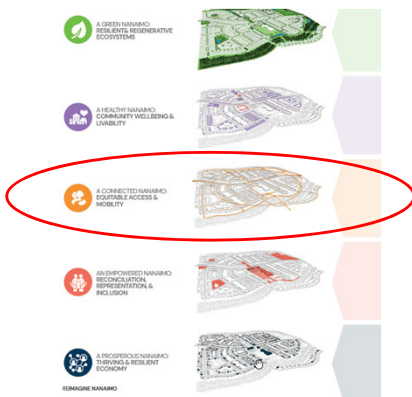 A GREEN NANAIMO:
RESILIENT & REGENERATIVE
ECOSYSTEMS
A HEALTHY NANAIMO:
COMMUNITY WELLBEING &
LIVABILITY
A CONNECTED NANAIMO:
EQUITABLE ACCESS &
MOBILITY
AN EMPOWERED NANAIMO:
RECONCILIATION,
REPRESENTATION, &
INCLUSION
A PROSPEROUS NANAIMO:
THRIVING & RESILIENT
ECONOMY
REIMAGINE NANAIMO